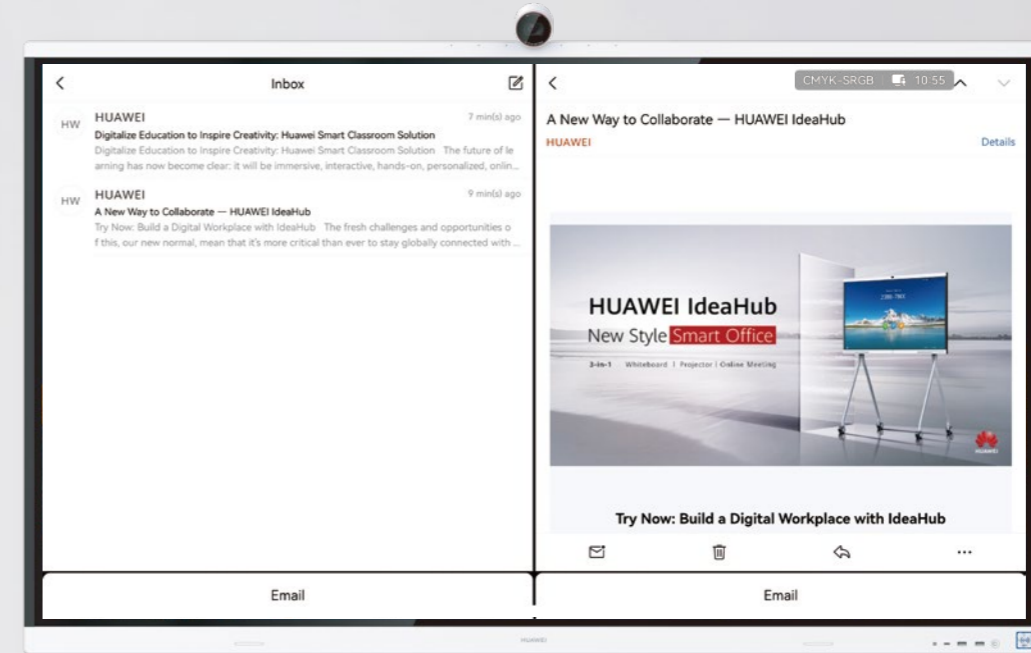 Inbox
HW
HUAWEI
7 min(s) ago
Digitalize Education to Inspire Creativity: Huawei Smart Classroom Solution
Digitalize Education to Inspire Creativity: Huawei Smart Classroom Solution The future of le
arning has now become clear: it will be immersive, interactive, hands-on, personalized, onlin...
HW
HUAWEI
9 min(s) ago
A New Way to Collaborate — HUAWEI IdeaHub
Try Now: Build a Digital Workplace with IdeaHub The fresh challenges and opportunities o
f this, our new normal, mean that it's more critical than ever to stay globally connected with ...
Email
CMYK-SRGB 10:55
A New Way to Collaborate — HUAWEI IdeaHub
HUAWEI
Details
HUAWEI IdeaHub
New Style Smart Office
3-in-1 Whiteboard | Projector | Online Meeting
HUAWEI
Try Now: Build a Digital Workplace with IdeaHub
Email
HUAWEI